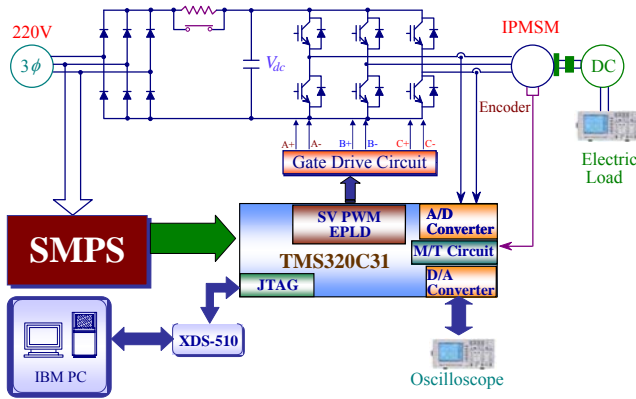 220V
IPMSM
3ϕ
V_dc
DC
Encoder
A+
A-
B+
B-
C+
C-
Gate Drive Circuit
Electric
Load
SV PWM
EPLD
A/D
Converter
SMPS
M/T Circuit
TMS320C31
D/A
Converter
JTAG
XDS-510
IBM PC
Oscilloscope